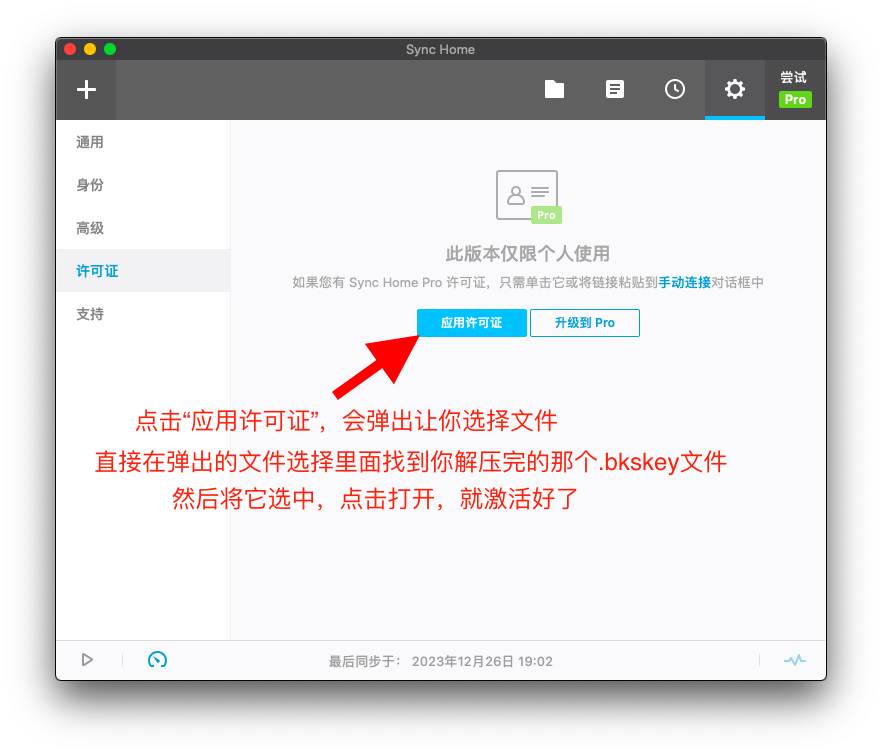 Sync Home
尝试
Pro
通用
身份
高级
许可证
支持
Pro
此版本仅限个人使用
如果您有 Sync Home Pro 许可证，只需单击它或将链接粘贴到手动连接对话框中
应用许可证
升级到 Pro
点击“应用许可证”，会弹出让你选择文件
直接在弹出的文件选择里面找到你解压完的那个.bkskey文件
然后将它选中，点击打开，就激活好了
最后同步于： 2023年12月26日 19:02